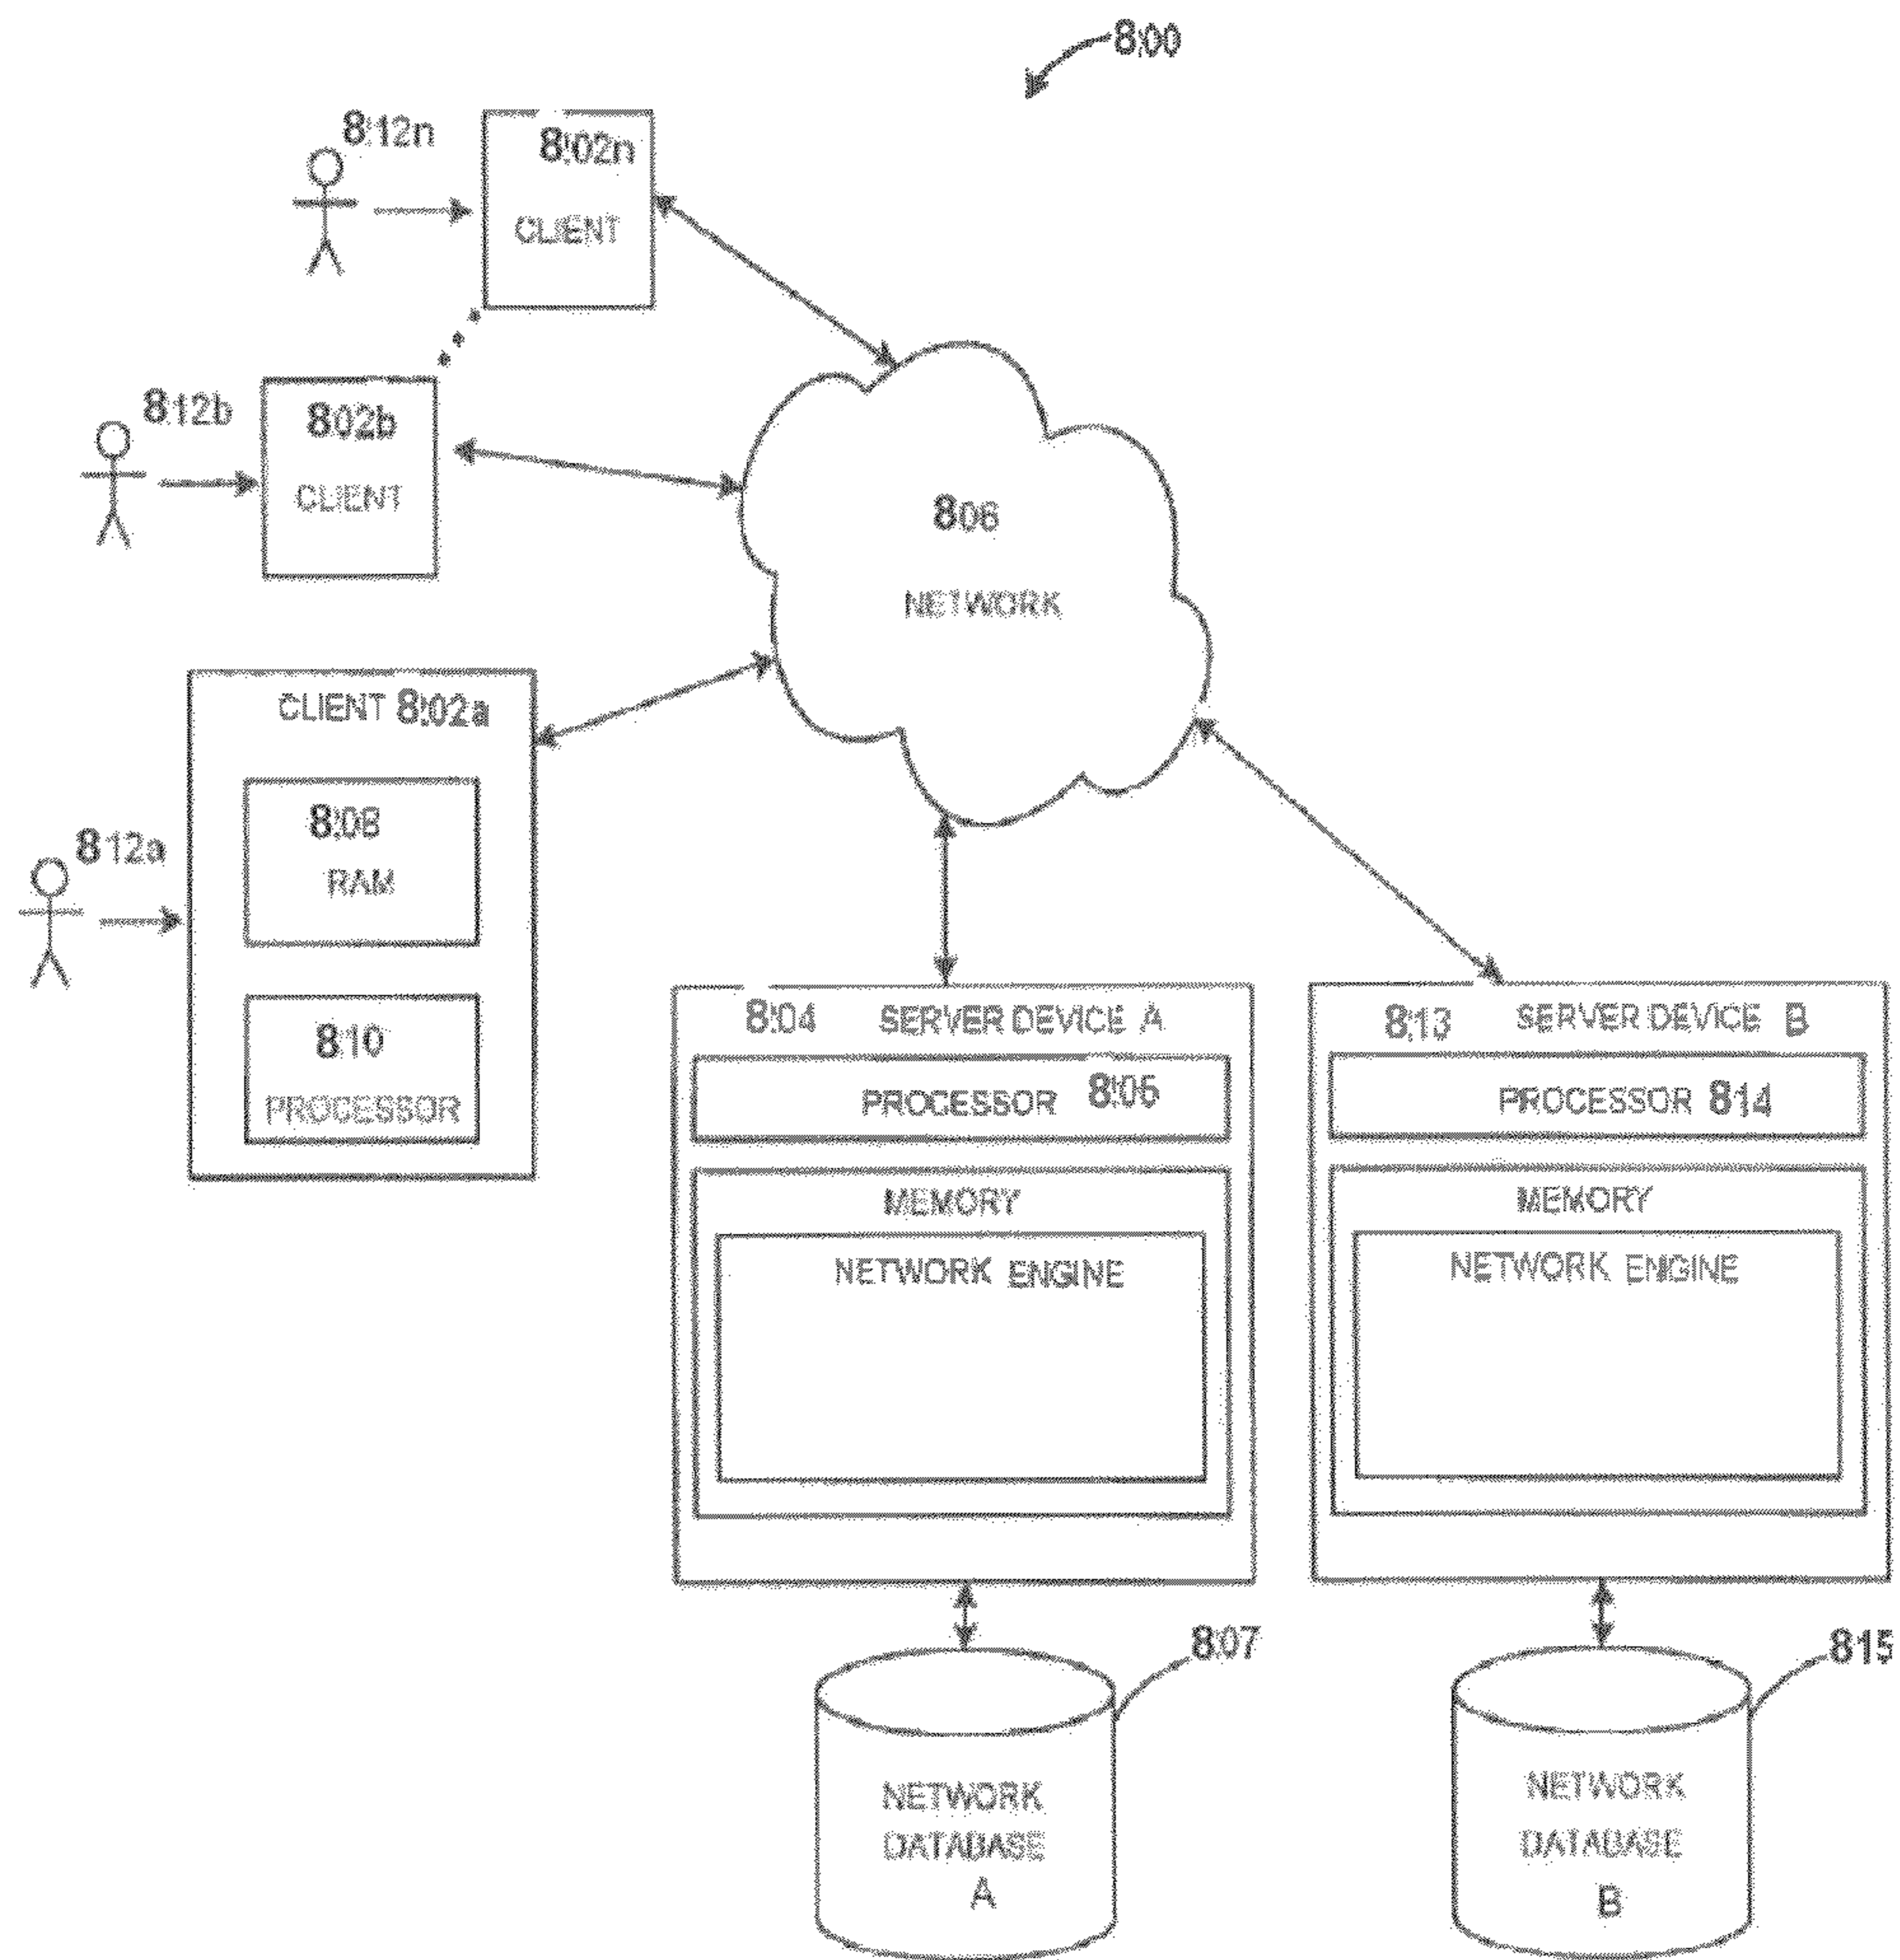 800
812n
802n
CLIENT
812b
802b
CLIENT
806
NETWORK
CLIENT 802a
812a
808
RAM
810
PROCESSOR
804 SERVER DEVICE A
PROCESSOR 805
MEMORY
NETWORK ENGINE
813 SERVER DEVICE B
PROCESSOR 814
MEMORY
NETWORK ENGINE
807
NETWORK
DATABASE
A
815
NETWORK
DATABASE
B